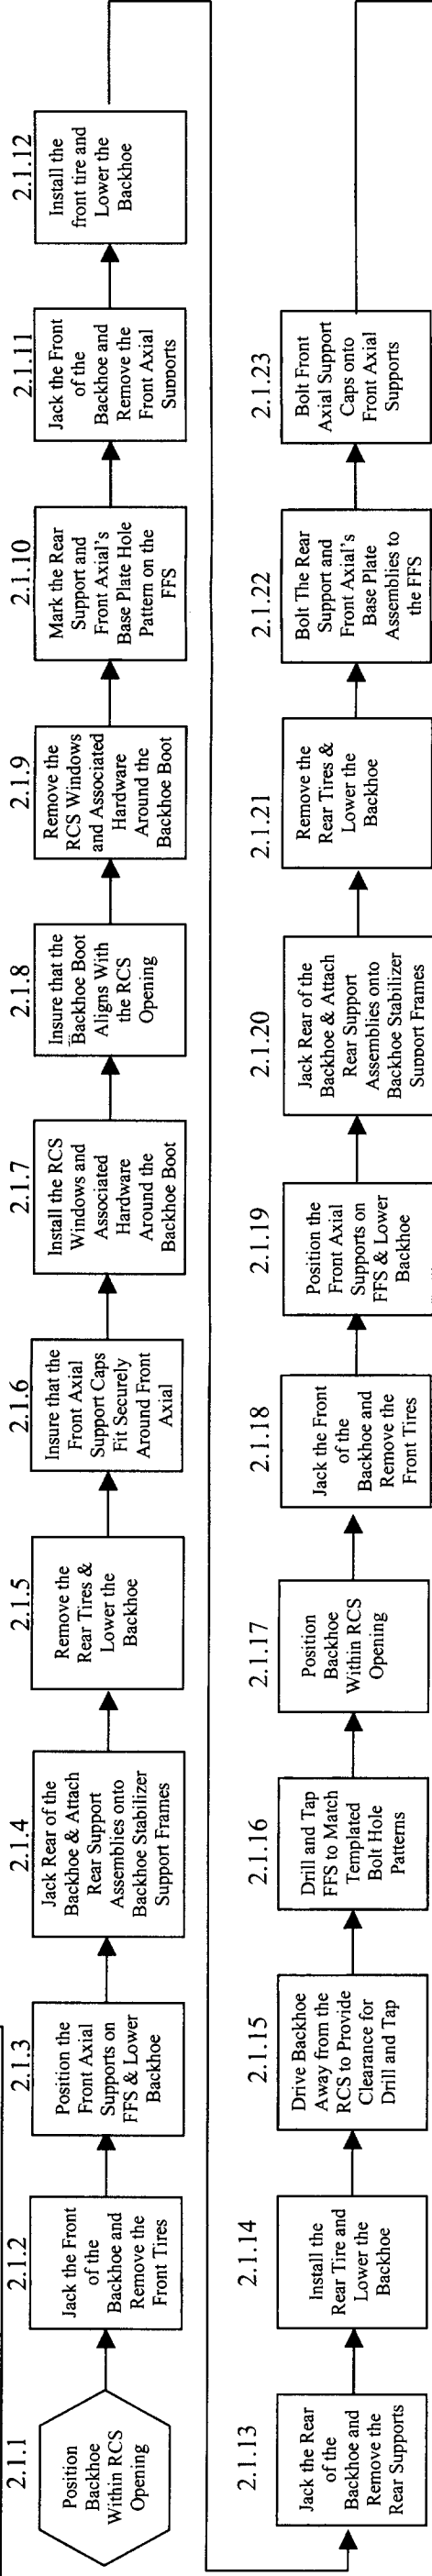 2.1.1
Position
Backhoe
Within RCS
Opening
2.1.2
Jack the Front
of the
Backhoe and
Remove the
Front Tires
2.1.3
Position the
Front Axial
Supports on
FFS & Lower
Backhoe
2.1.4
Jack Rear of the
Backhoe & Attach
Rear Support
Assemblies onto
Backhoe Stabilizer
Support Frames
2.1.5
Remove the
Rear Tires &
Lower the
Backhoe
2.1.6
Insure that the
Front Axial
Support Caps
Fit Securely
Around Front
Axial
2.1.7
Install the RCS
Windows and
Associated
Hardware
Around the
Backhoe Boot
2.1.8
Insure that the
Backhoe Boot
Aligns With
the RCS
Opening
2.1.9
Remove the
RCS Windows
and Associated
Hardware
Around the
Backhoe Boot
2.1.10
Mark the Rear
Support and
Front Axial's
Base Plate Hole
Pattern on the
FFS
2.1.11
Jack the Front
of the
Backhoe and
Remove the
Front Axial
Supports
2.1.12
Install the
front tire and
Lower the
Backhoe
2.1.13
Jack the Rear
of the
Backhoe and
Remove the
Rear Supports
2.1.14
Install the
Rear Tire and
Lower the
Backhoe
2.1.15
Drive Backhoe
Away from the
RCS to Provide
Clearance for
Drill and Tap
2.1.16
Drill and Tap
FFS to Match
Templated
Bolt Hole
Patterns
2.1.17
Position
Backhoe
Within RCS
Opening
2.1.18
Jack the Front
of the
Backhoe and
Remove the
Front Tires
2.1.19
Position the
Front Axial
Supports on
FFS & Lower
Backhoe
2.1.20
Jack Rear of the
Backhoe & Attach
Rear Support
Assemblies onto
Backhoe Stabilizer
Support Frames
2.1.21
Remove the
Rear Tires &
Lower the
Backhoe
2.1.22
Bolt The Rear
Support and
Front Axial's
Base Plate
Assemblies to
the FFS
2.1.23
Bolt Front
Axial Support
Caps onto
Front Axial
Supports